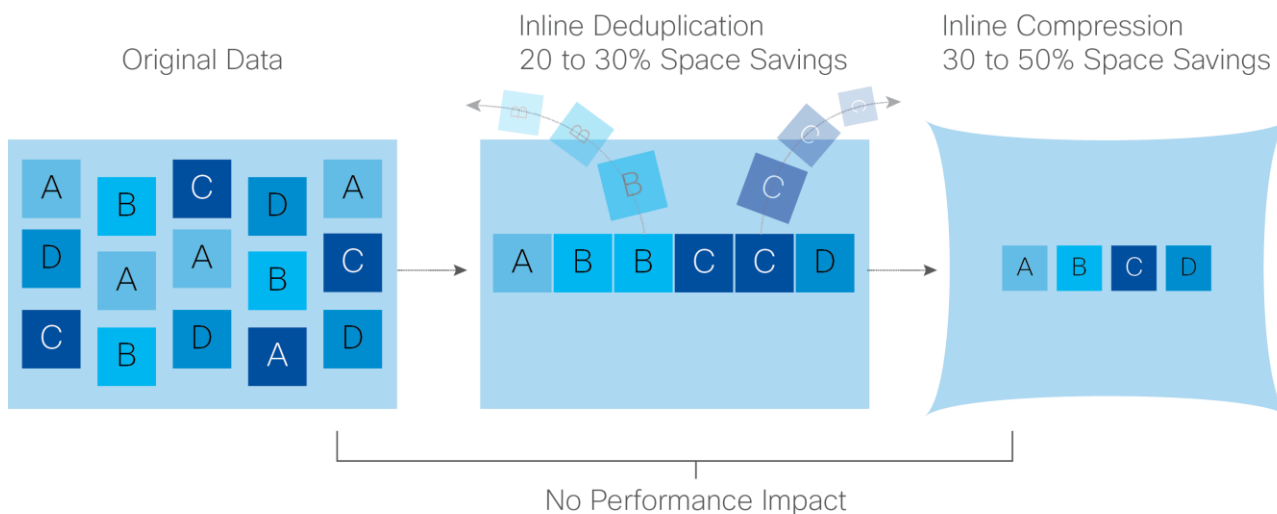 Original Data
Inline Deduplication
20 to 30% Space Savings
Inline Compression
30 to 50% Space Savings
B B B C C C
A B C D A
D A A B C
C B D A D
A B B C C D
A B C D
No Performance Impact